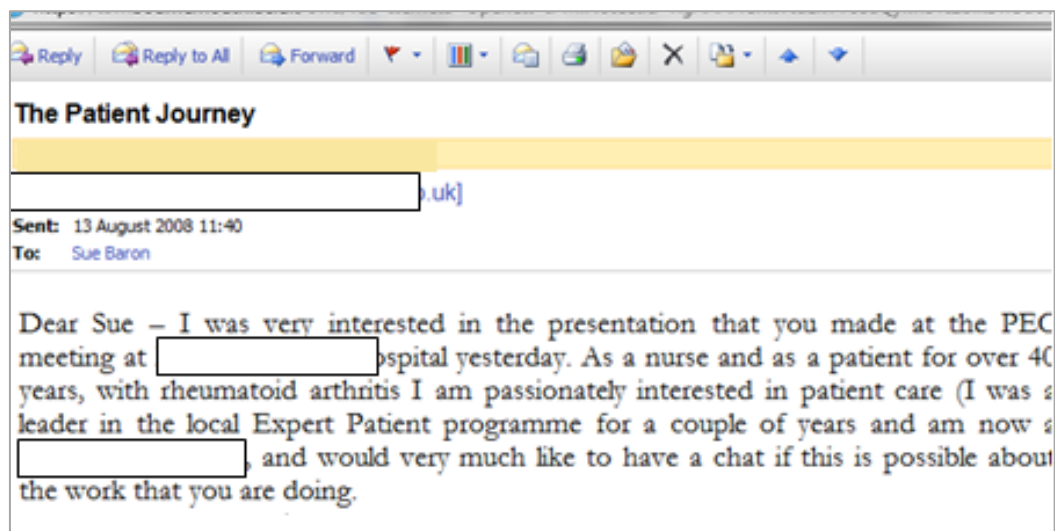 Reply Reply to All Forward
The Patient Journey
.uk]
Sent: 13 August 2008 11:40
To: Sue Baron
Dear Sue – I was very interested in the presentation that you made at the PEC
meeting at ospital yesterday. As a nurse and as a patient for over 40
years, with rheumatoid arthritis I am passionately interested in patient care (I was a
leader in the local Expert Patient programme for a couple of years and am now a
, and would very much like to have a chat if this is possible about
the work that you are doing.